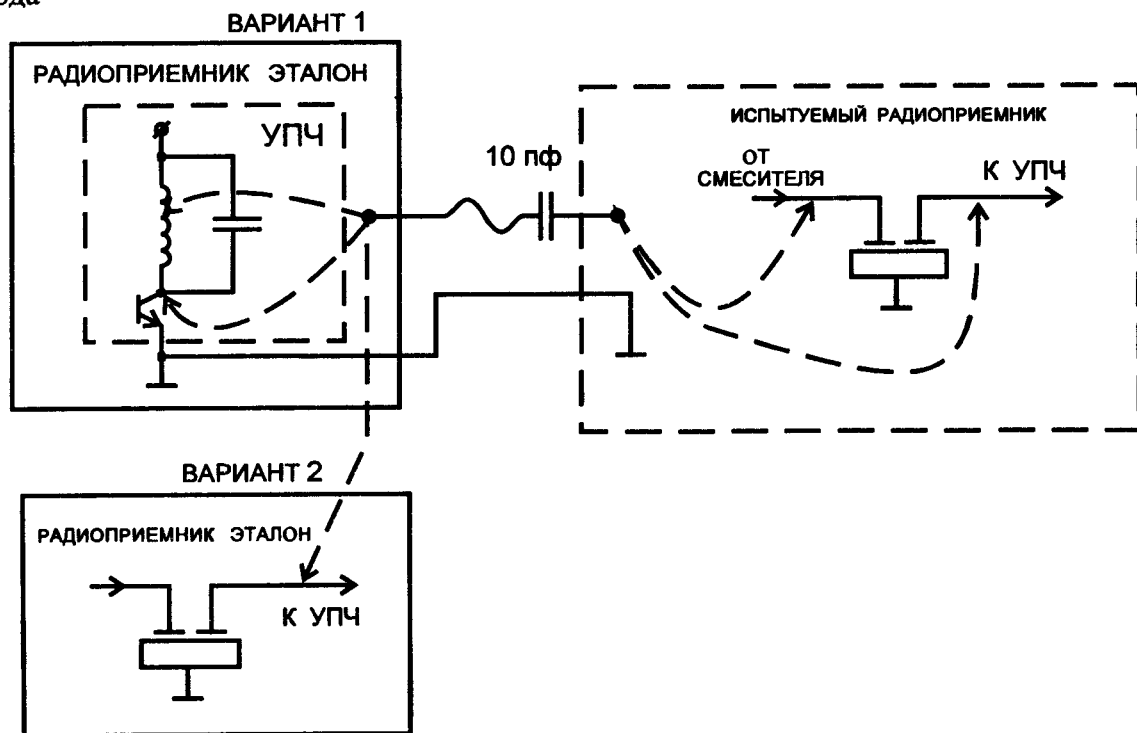 ВАРИАНТ 1
РАДИОПРИЕМНИК ЭТАЛОН
УПЧ
10 пф
ИСПЫТУЕМЫЙ РАДИОПРИЕМНИК
ОТ
СМЕСИТЕЛЯ
К УПЧ
ВАРИАНТ 2
РАДИОПРИЕМНИК ЭТАЛОН
К УПЧ